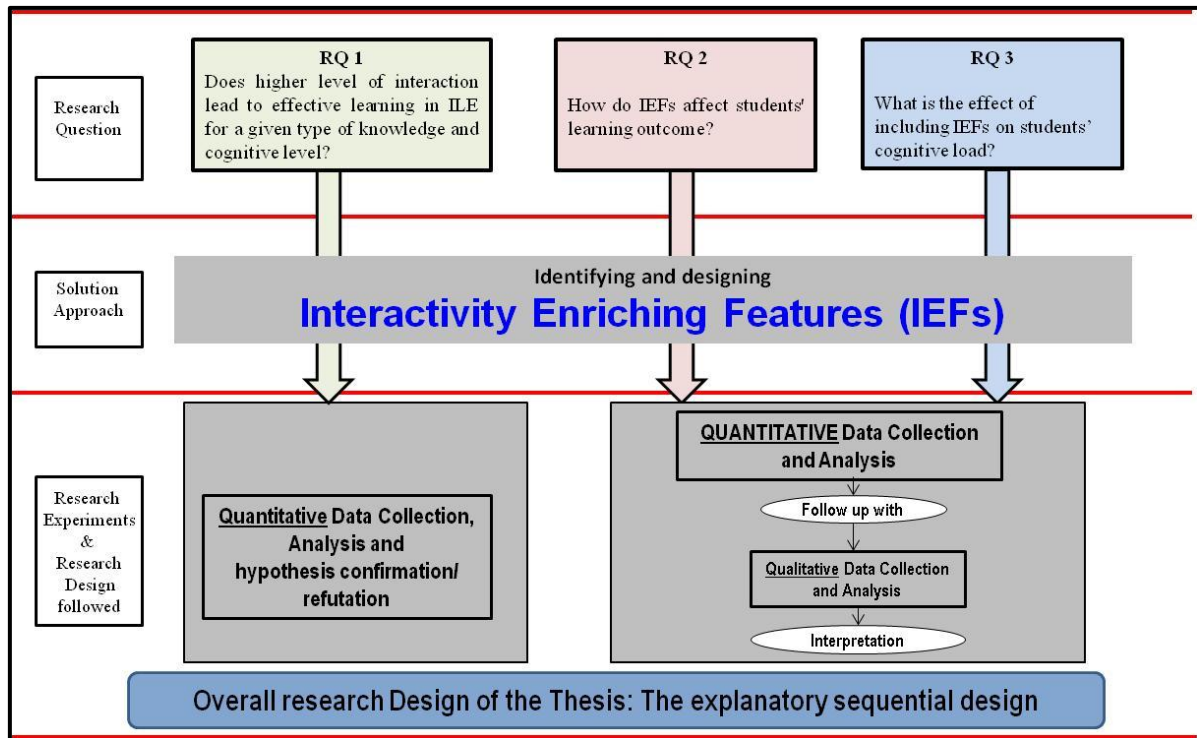 Research
Question
RQ 1
Does higher level of interaction
lead to effective learning in ILE
for a given type of knowledge and
cognitive level?
RQ 2
How do IEFs affect students'
learning outcome?
RQ 3
What is the effect of
including IEFs on students’
cognitive load?
Solution
Approach
Identifying and designing
Interactivity Enriching Features (IEFs)
Research
Experiments
&
Research
Design
followed
Quantitative Data Collection,
Analysis and
hypothesis confirmation/
refutation
QUANTITATIVE Data Collection
and Analysis
Follow up with
Qualitative Data Collection
and Analysis
Interpretation
Overall research Design of the Thesis: The explanatory sequential design